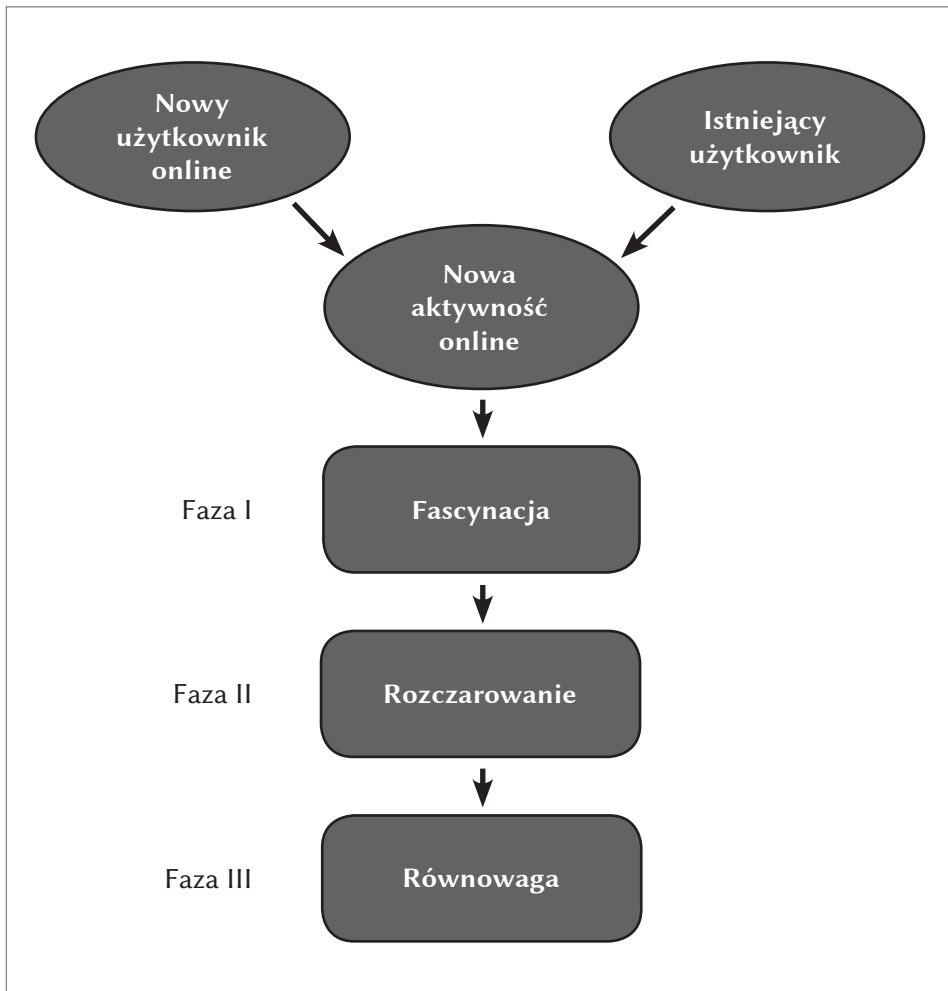 Nowy
użytkownik
online
Istniejący
użytkownik
Nowa
aktywność
online
Faza I
Fascynacja
Faza II
Rozczarowanie
Faza III
Równowaga